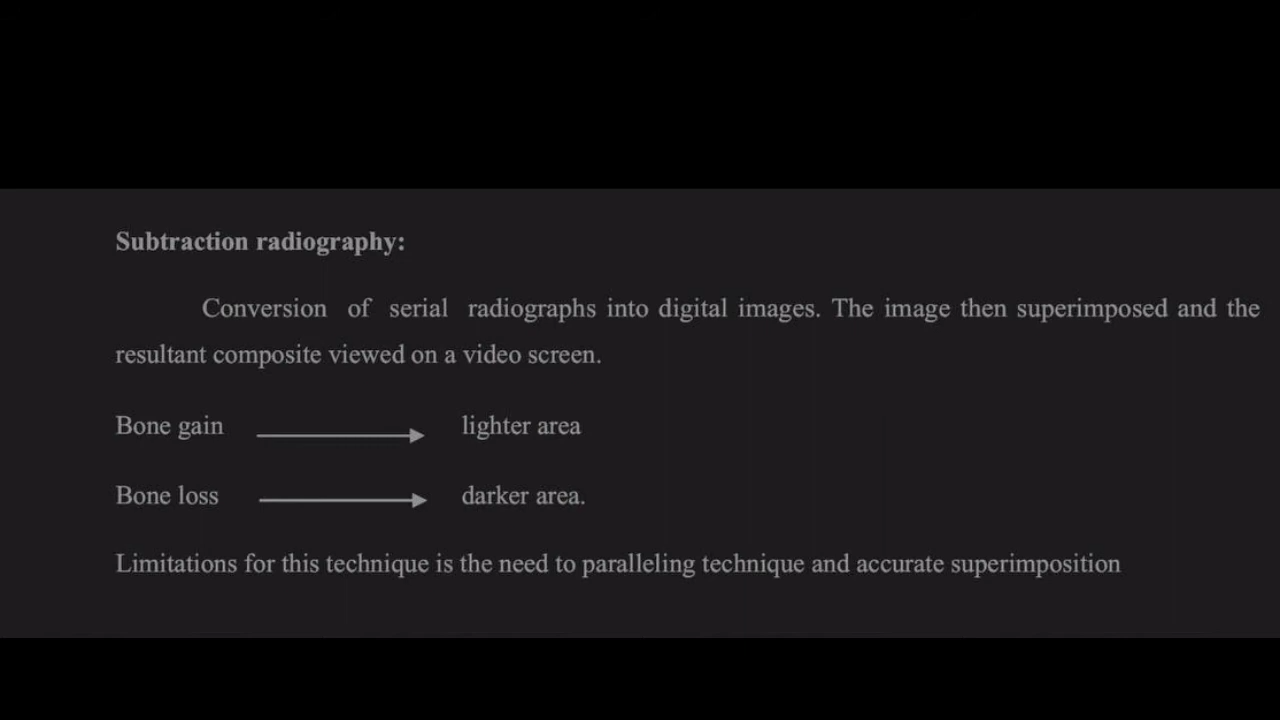 Subtraction radiography:
Conversion of serial radiographs into digital images. The image then superimposed and the
resultant composite viewed on a video screen.
Bone gain lighter area
Bone loss darker area.
Limitations for this technique is the need to paralleling technique and accurate superimposition